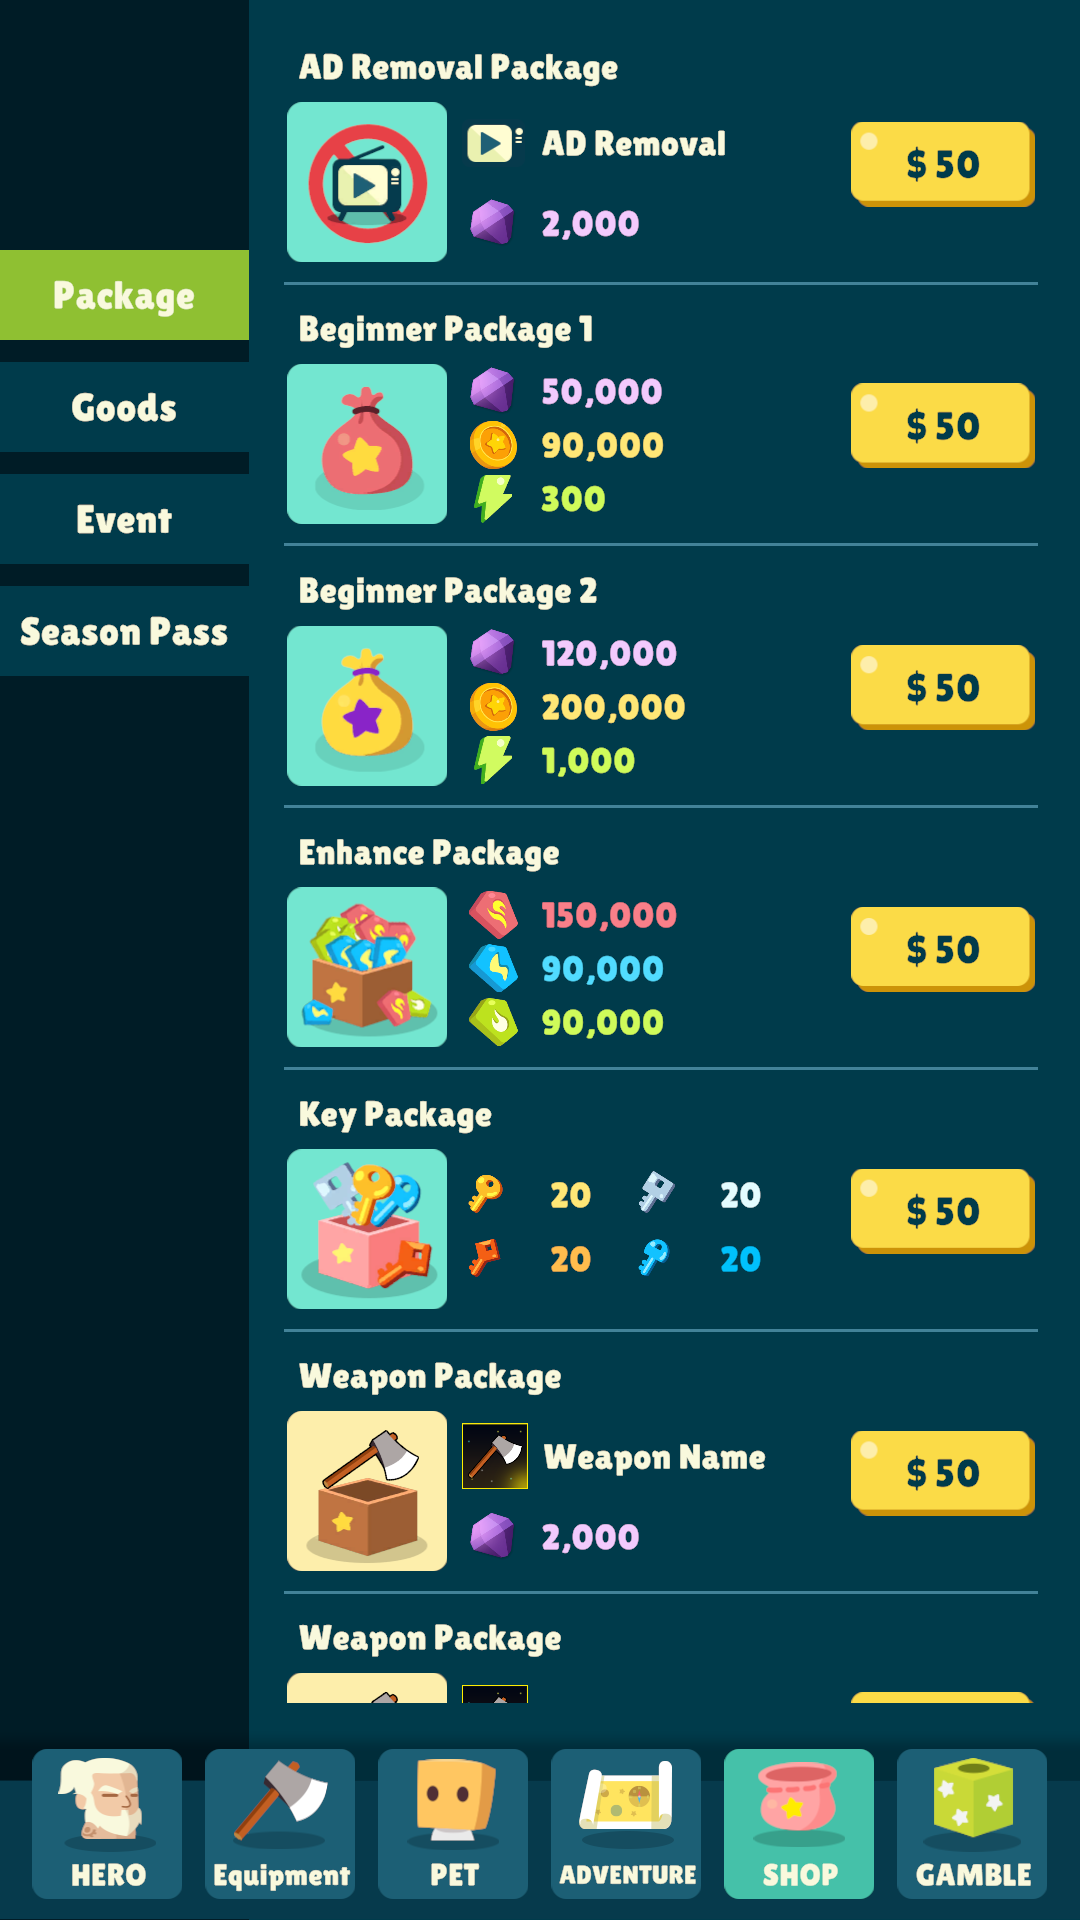 AD Removal Package
AD Removal
2,000
$ 50
Package
Goods
Event
Season Pass
Beginner Package 1
50,000
90,000
300
$ 50
Beginner Package 2
120,000
200,000
1,000
$ 50
Enhance Package
150,000
90,000
90,000
$ 50
Key Package
20 20
20 20
$ 50
Weapon Package
Weapon Name
2,000
$ 50
Weapon Package
HERO Equipment PET ADVENTURE SHOP GAMBLE